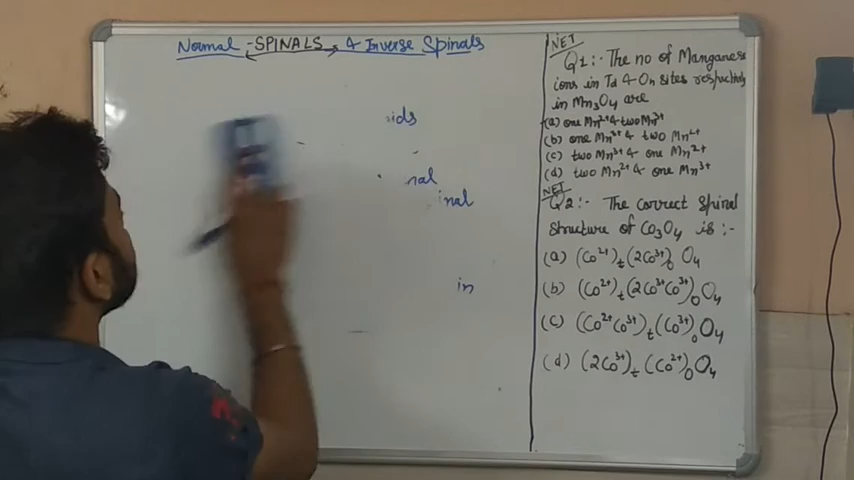 Normal - SPINALS & Inverse Spinals
ids
nal
inal
in
NET
Q1:- The no of Manganese
ions in Td & Oh sites respectively
in Mn3O4 are
(a) one Mn²⁺ & two Mn³⁺
(b) one Mn³⁺ & two Mn²⁺
(c) two Mn³⁺ & one Mn²⁺
(d) two Mn²⁺ & one Mn³⁺
NET
Q2:- The correct Spinal
structure of Co3O4 is :-
(a) (Co²⁺)t(2Co³⁺)o O4
(b) (Co²⁺)t(2Co³⁺Co³⁺)o O4
(c) (Co²⁺Co³⁺)t(Co³⁺)o O4
(d) (2Co³⁺)t(Co²⁺)o O4